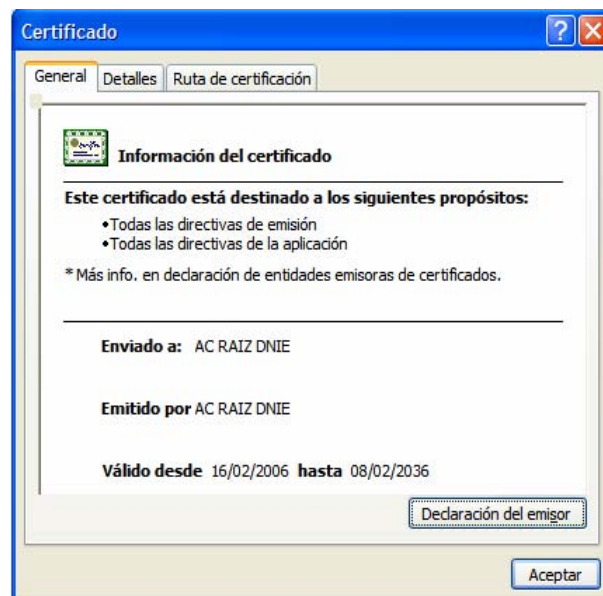 Certificado
General Detalles Ruta de certificación
Información del certificado
Este certificado está destinado a los siguientes propósitos:
•Todas las directivas de emisión
•Todas las directivas de la aplicación
* Más info. en declaración de entidades emisoras de certificados.
Enviado a: AC RAIZ DNIE
Emitido por AC RAIZ DNIE
Válido desde 16/02/2006 hasta 08/02/2036
Declaración del emisor
Aceptar